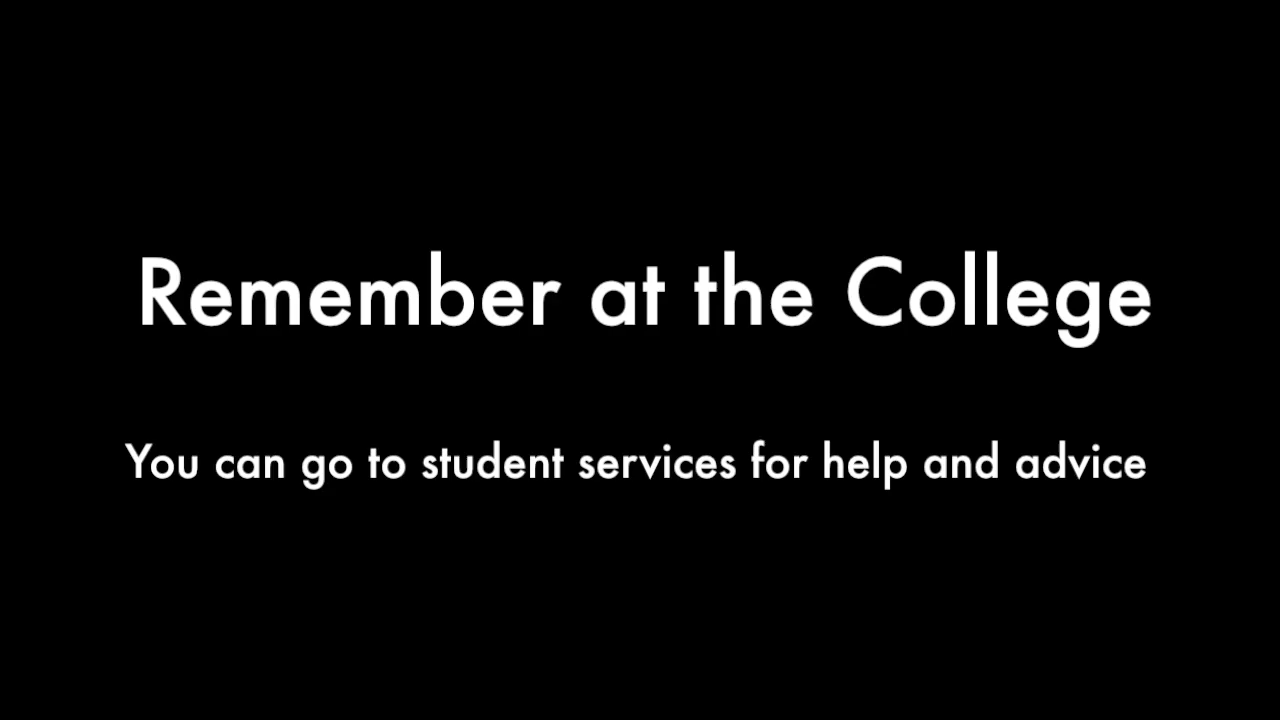 Remember at the College
You can go to student services for help and advice